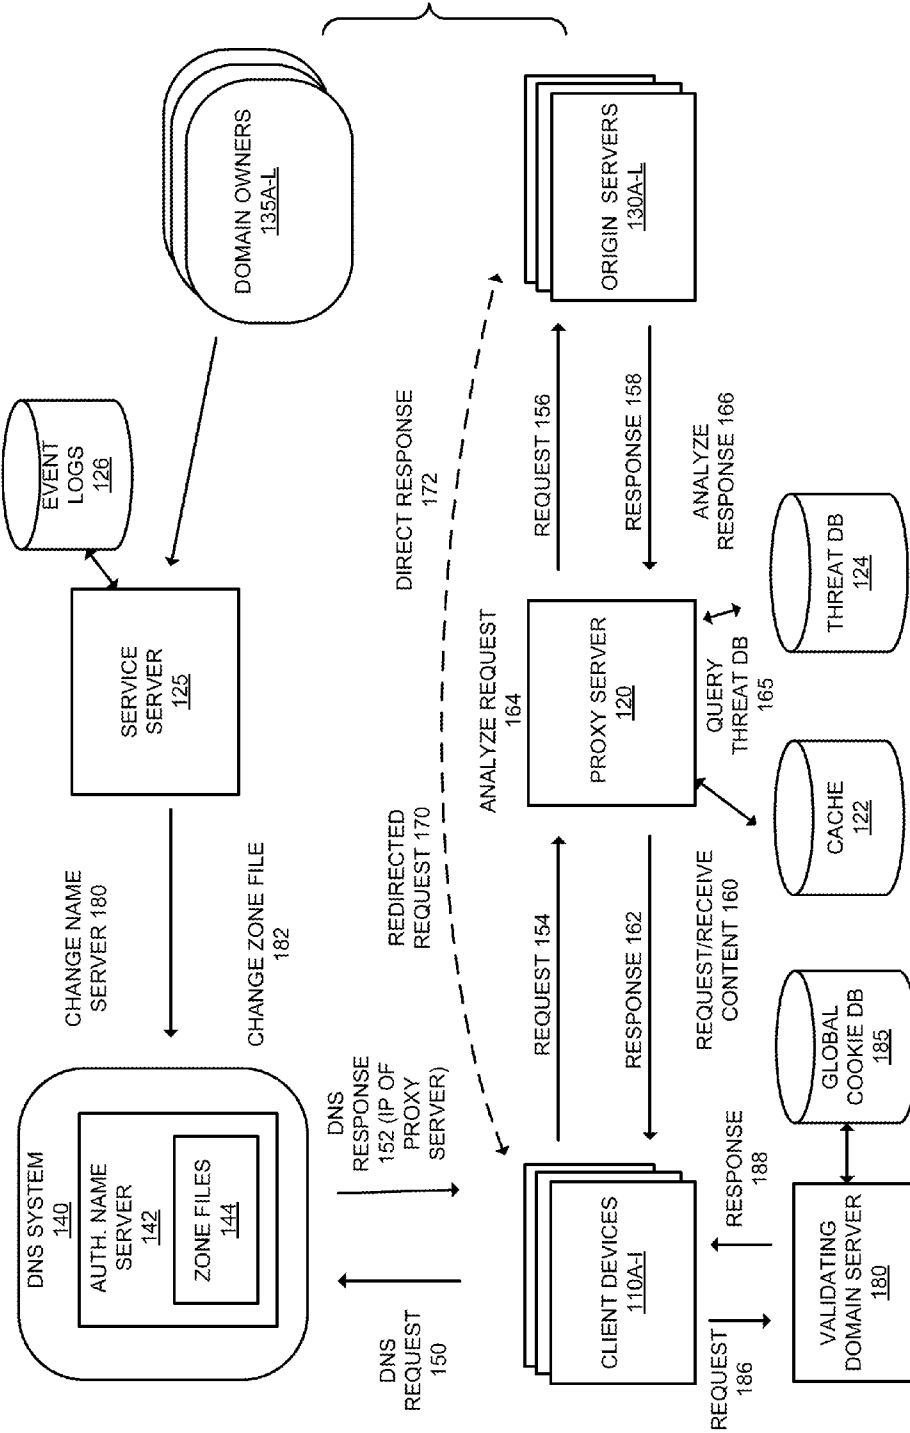 DNS SYSTEM
140
AUTH. NAME
SERVER
142
ZONE FILES
144
CHANGE NAME
SERVER 180
CHANGE ZONE FILE
182
SERVICE
SERVER
125
EVENT
LOGS
126
DOMAIN OWNERS
135A-L
DNS
REQUEST
150
DNS
RESPONSE
152 (IP OF
PROXY
SERVER)
REDIRECTED
REQUEST 170
DIRECT RESPONSE
172
ANALYZE REQUEST
164
CLIENT DEVICES
110A-I
REQUEST 154
RESPONSE 162
PROXY SERVER
120
REQUEST 156
RESPONSE 158
ORIGIN SERVERS
130A-L
REQUEST
186
RESPONSE
188
REQUEST/RECEIVE
CONTENT 160
QUERY
THREAT DB
165
ANALYZE
RESPONSE 166
VALIDATING
DOMAIN SERVER
180
GLOBAL
COOKIE DB
185
CACHE
122
THREAT DB
124